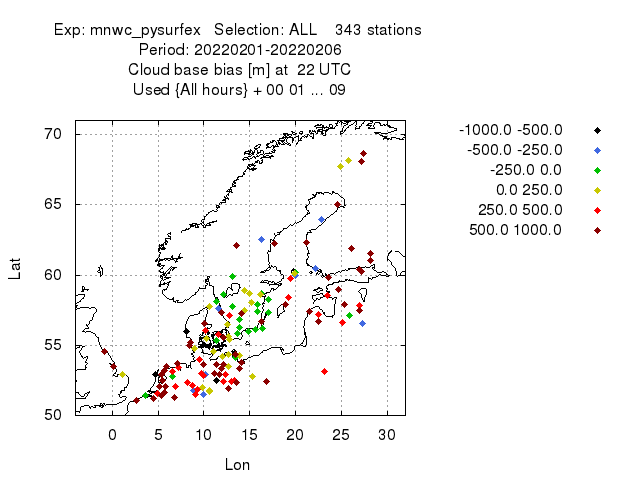 Exp: mnwc_pysurfex   Selection: ALL    343 stations
Period: 20220201-20220206
Cloud base bias [m] at  22 UTC
Used {All hours} + 00 01 ... 09
-1000.0 -500.0
-500.0 -250.0
-250.0 0.0
0.0 250.0
250.0 500.0
500.0 1000.0
Lat
70
65
60
55
50
0 5 10 15 20 25 30
Lon